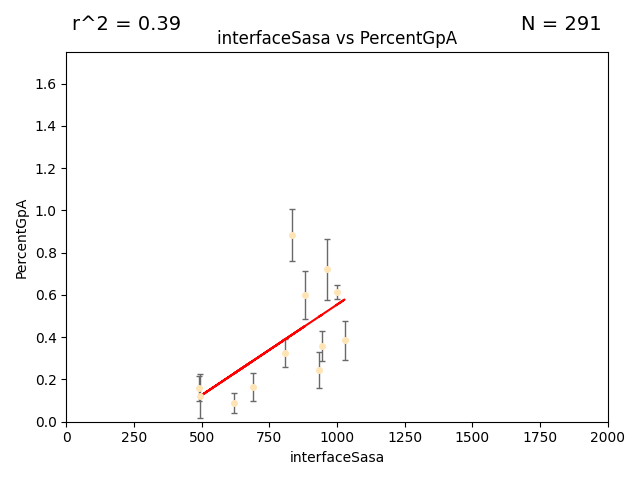 r^2 = 0.39
N = 291
interfaceSasa vs PercentGpA
1.6
1.4
1.2
1.0
0.8
0.6
0.4
0.2
0.0
PercentGpA
0 250 500 750 1000 1250 1500 1750 2000
interfaceSasa